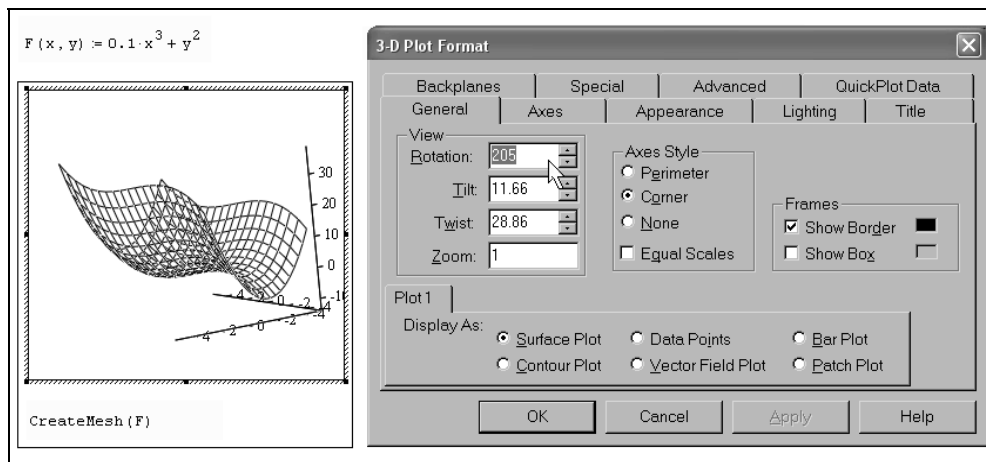 F(x,y) := 0.1·x³ + y²
30
20
10
0
-10
-4 -2 0 -2 -4
4 2 0 -2 -4
CreateMesh(F)
3-D Plot Format
Backplanes Special Advanced QuickPlot Data
General Axes Appearance Lighting Title
View
Rotation: 205
Tilt: 11.66
Twist: 28.86
Zoom: 1
Axes Style
Perimeter
Corner
None
Equal Scales
Frames
Show Border
Show Box
Plot 1
Display As:
Surface Plot Data Points Bar Plot
Contour Plot Vector Field Plot Patch Plot
OK Cancel Apply Help